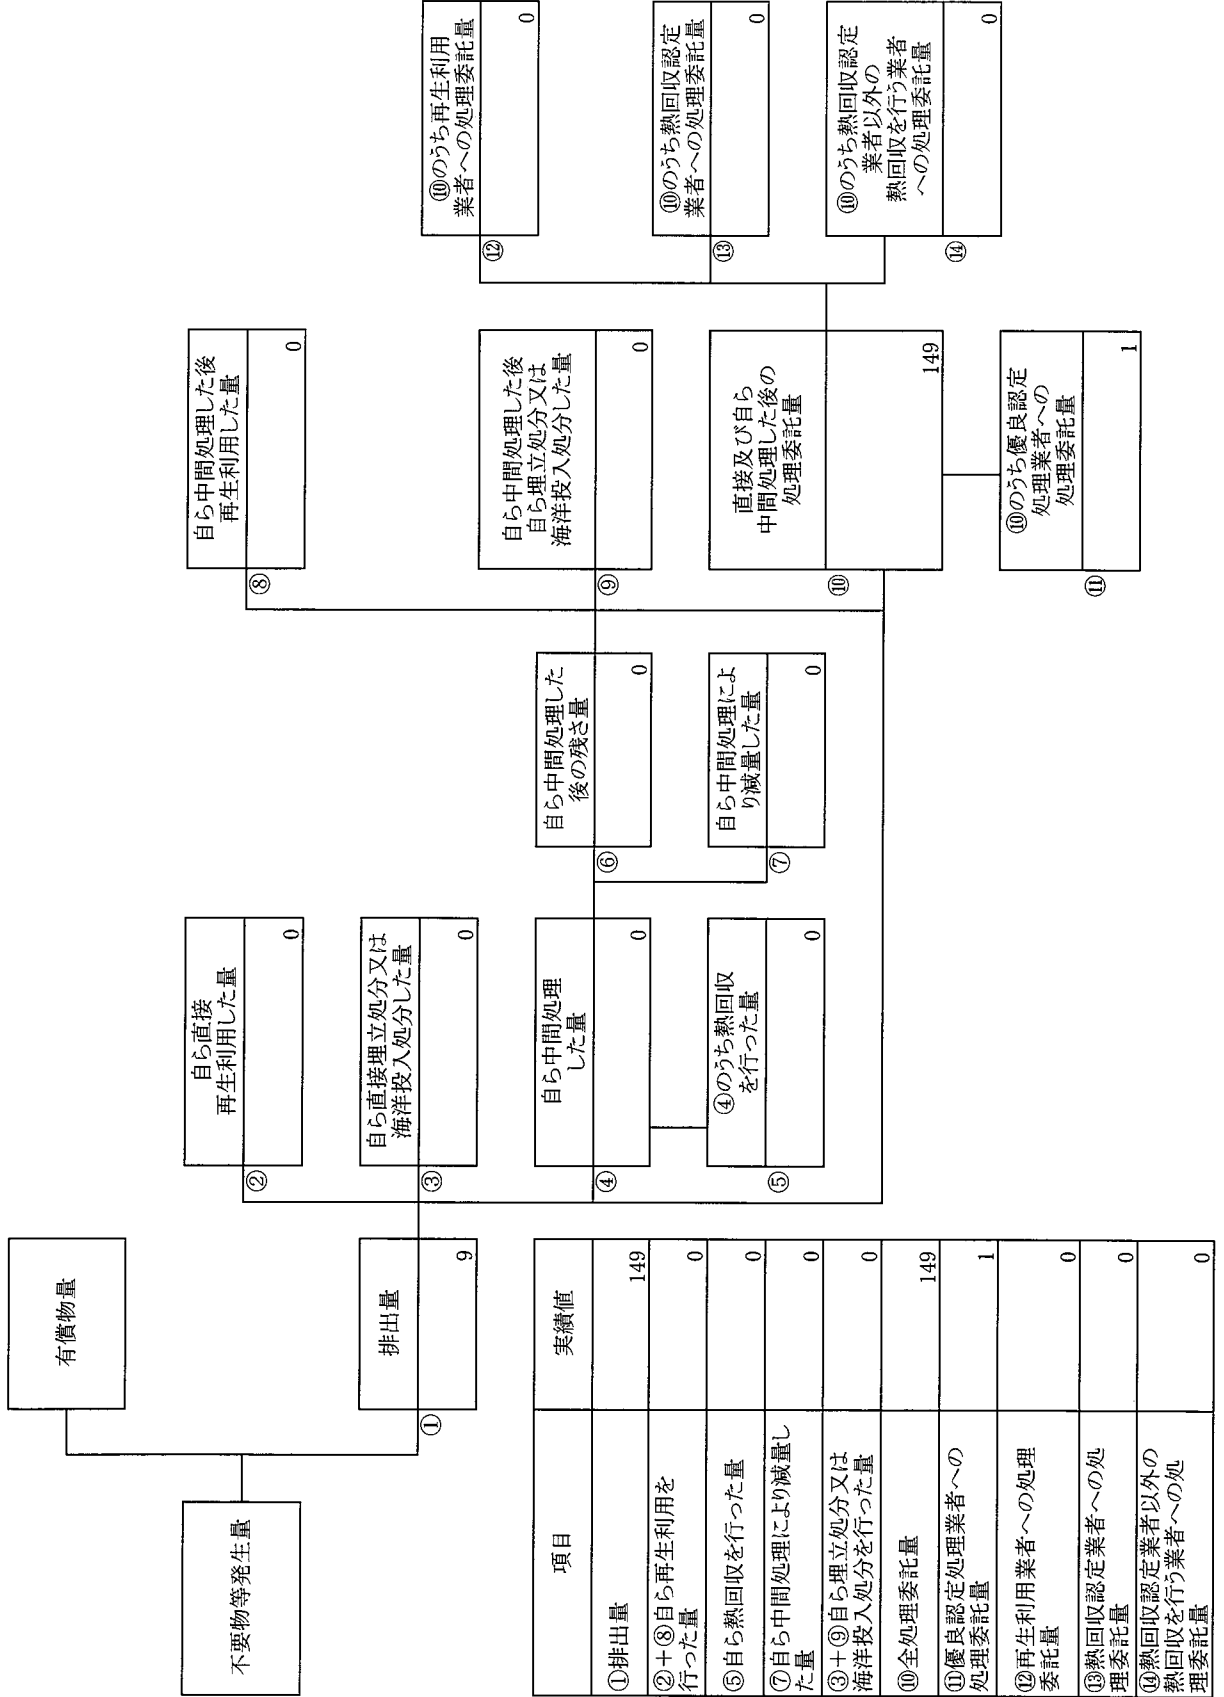 不要物等発生量
有償物量
①
排出量
9
②
自ら直接
再生利用した量
0
③
自ら直接埋立処分又は
海洋投入処分した量
0
④
自ら中間処理
した量
0
⑤
④のうち熱回収
を行った量
0
⑥
自ら中間処理した
後の残さ量
0
⑦
自ら中間処理によ
り減量した量
0
⑧
自ら中間処理した後
再生利用した量
0
⑨
自ら中間処理した後
自ら埋立処分又は
海洋投入処分した量
0
⑩
直接及び自ら
中間処理した後の
処理委託量
149
⑪
⑩のうち優良認定
処理業者への
処理委託量
1
⑫
⑩のうち再生利用
業者への処理委託量
0
⑬
⑩のうち熱回収認定
業者への処理委託量
0
⑭
⑩のうち熱回収認定
業者以外の
熱回収を行う業者
への処理委託量
0
項目 実績値
①排出量 149
②+⑧自ら再生利用を
行った量 0
⑤自ら熱回収を行った量 0
⑦自ら中間処理により減量し
た量 0
③+⑨自ら埋立処分又は
海洋投入処分を行った量 0
⑩全処理委託量 149
⑪優良認定処理業者への
処理委託量 1
⑫再生利用業者への処理
委託量 0
⑬熱回収認定業者への処
理委託量 0
⑭熱回収認定業者以外の
熱回収を行う業者への処
理委託量 0